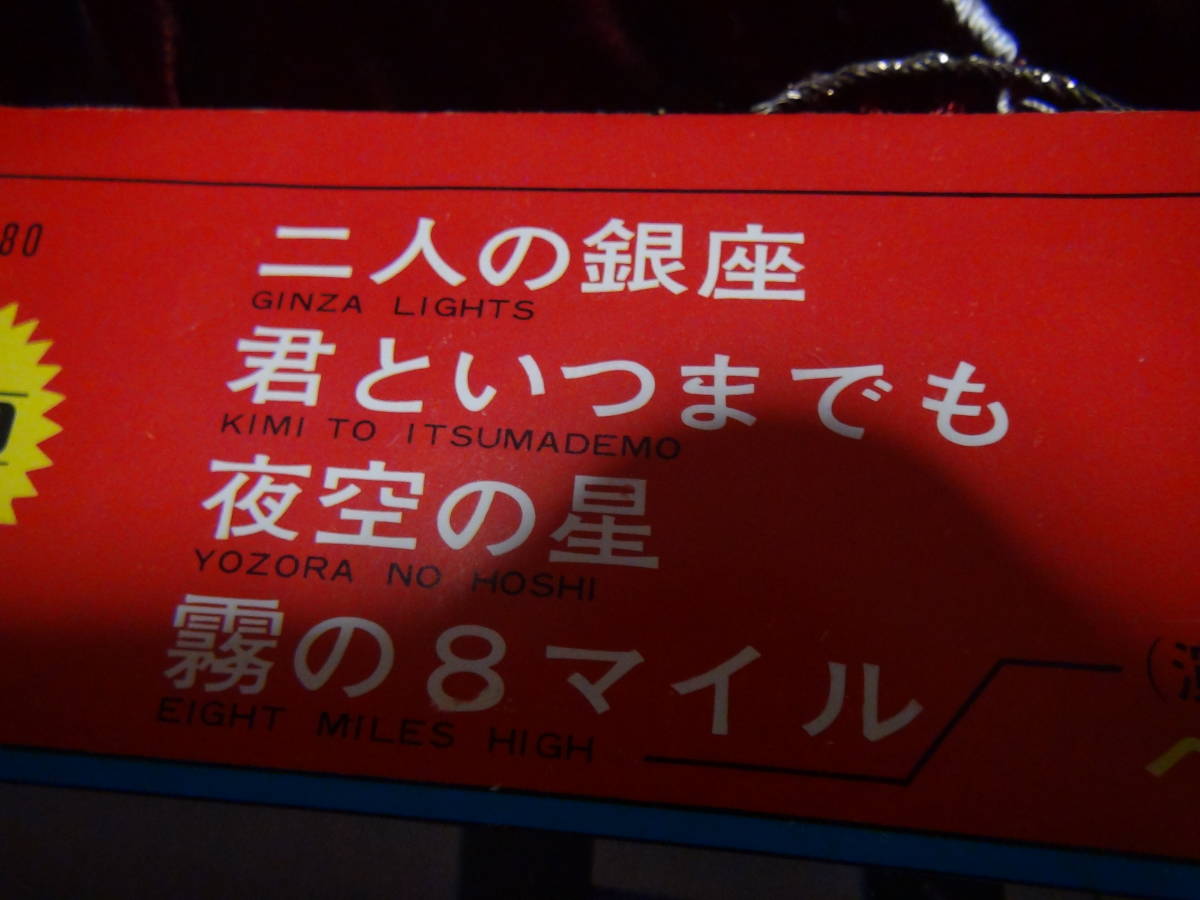 80
二人の銀座
GINZA LIGHTS
君といつまでも
KIMI TO ITSUMADEMO
夜空の星
YOZORA NO HOSHI
霧の8マイル
EIGHT MILES HIGH